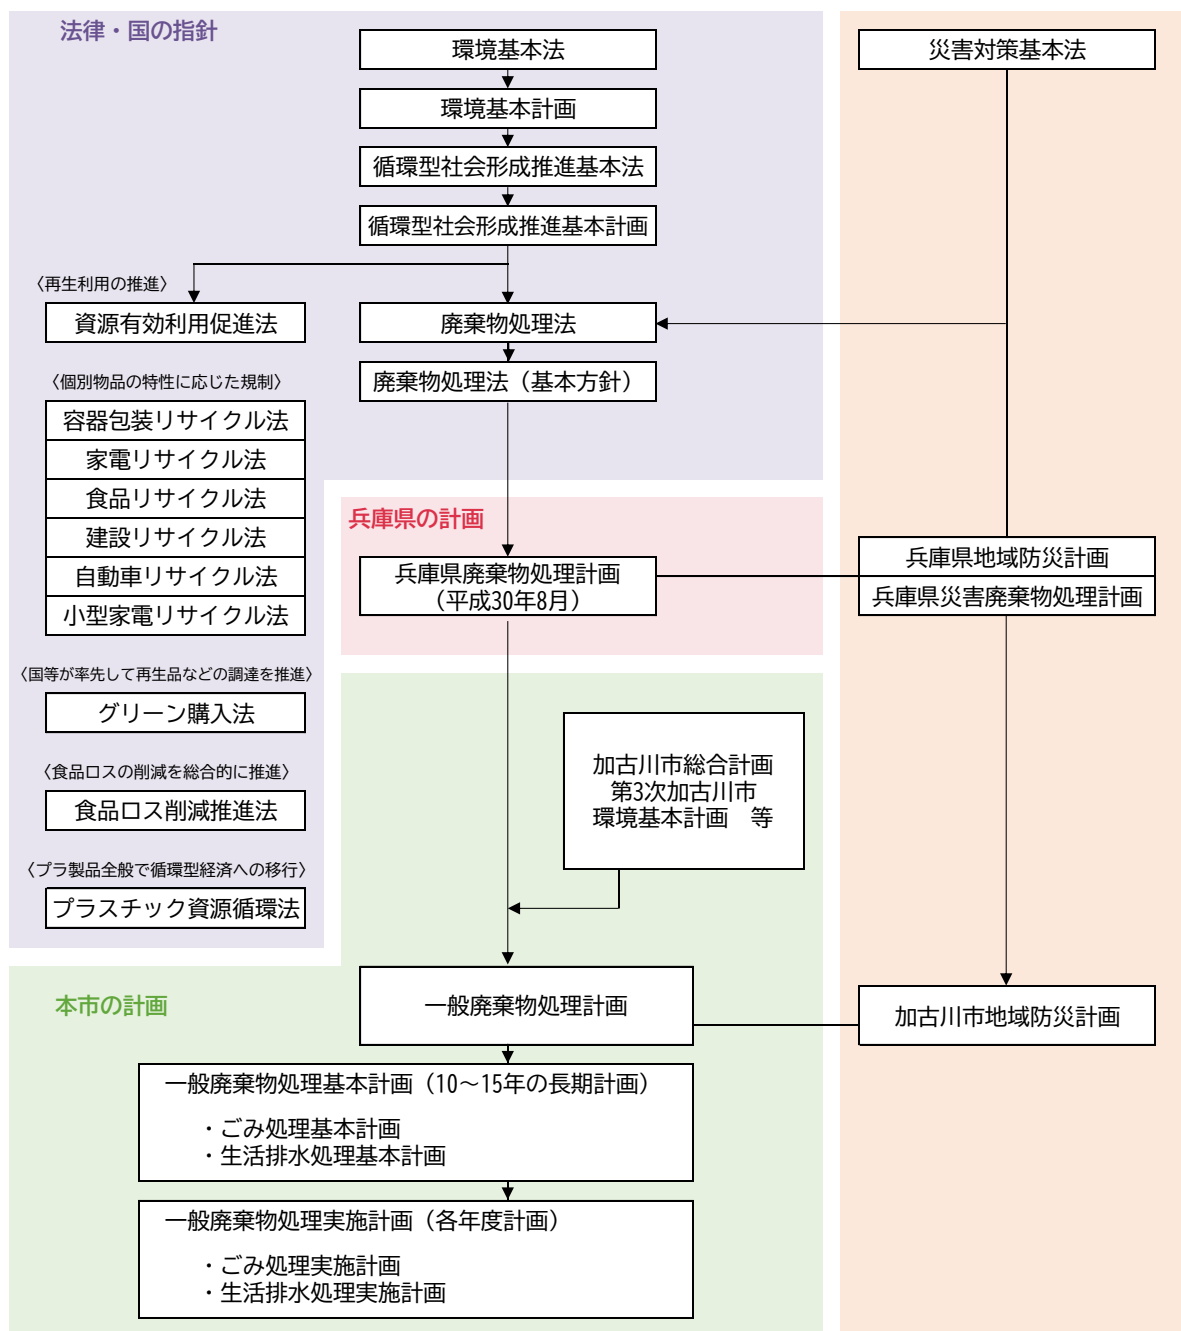 法律・国の指針
環境基本法
環境基本計画
循環型社会形成推進基本法
循環型社会形成推進基本計画
〈再生利用の推進〉
資源有効利用促進法
廃棄物処理法
廃棄物処理法（基本方針）
〈個別物品の特性に応じた規制〉
容器包装リサイクル法
家電リサイクル法
食品リサイクル法
建設リサイクル法
自動車リサイクル法
小型家電リサイクル法
〈国等が率先して再生品などの調達を推進〉
グリーン購入法
〈食品ロスの削減を総合的に推進〉
食品ロス削減推進法
〈プラ製品全般で循環型経済への移行〉
プラスチック資源循環法
兵庫県の計画
兵庫県廃棄物処理計画
（平成30年8月）
災害対策基本法
兵庫県地域防災計画
兵庫県災害廃棄物処理計画
加古川市地域防災計画
本市の計画
加古川市総合計画
第3次加古川市
環境基本計画　等
一般廃棄物処理計画
一般廃棄物処理基本計画（10～15年の長期計画）
・ごみ処理基本計画
・生活排水処理基本計画
一般廃棄物処理実施計画（各年度計画）
・ごみ処理実施計画
・生活排水処理実施計画